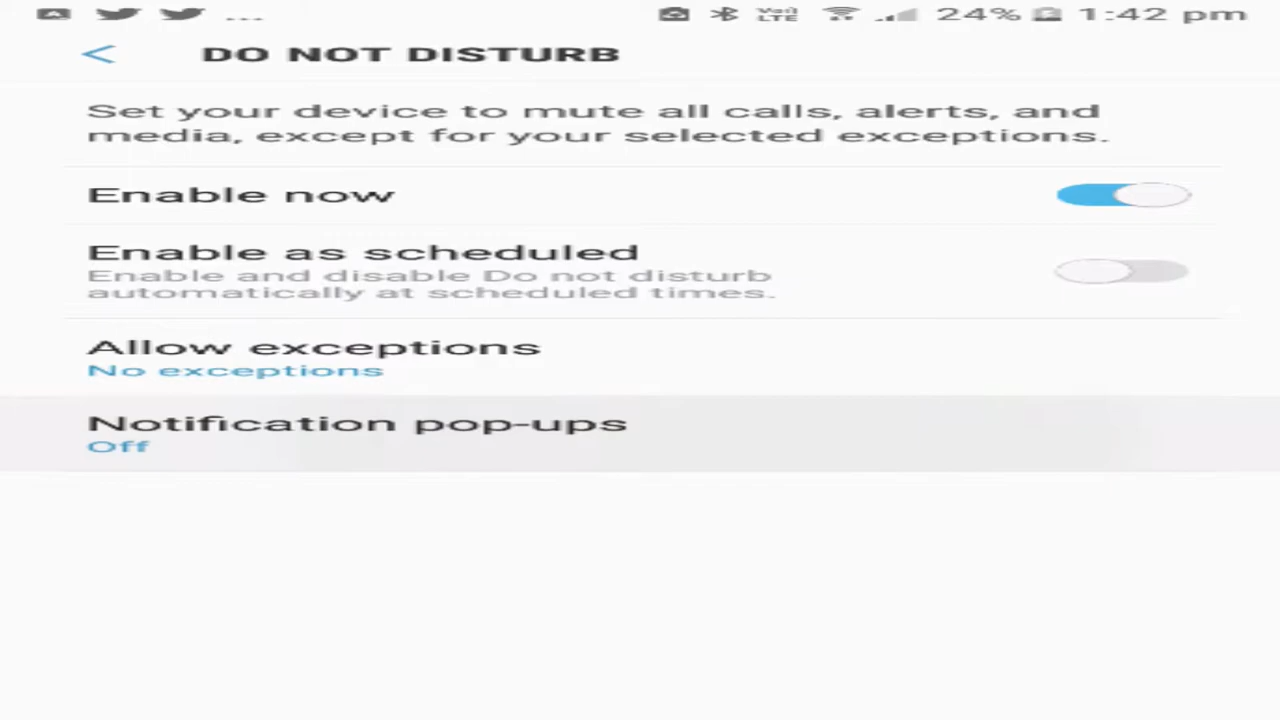 24% 1:42 pm
< DO NOT DISTURB
Set your device to mute all calls, alerts, and
media, except for your selected exceptions.
Enable now
Enable as scheduled
Enable and disable Do not disturb
automatically at scheduled times.
Allow exceptions
No exceptions
Notification pop-ups
Off